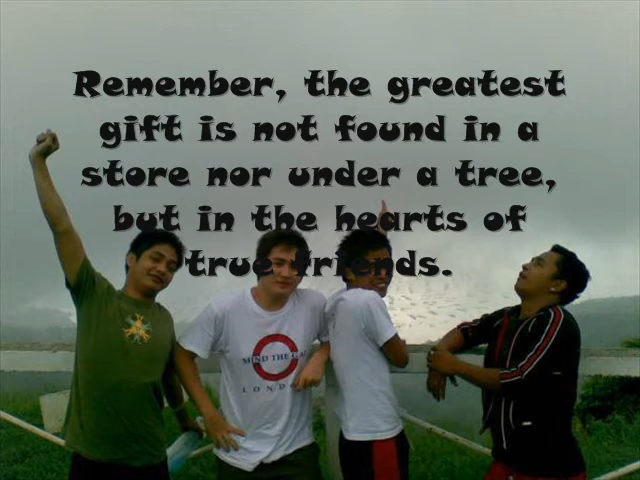 Remember, the greatest
gift is not found in a
store nor under a tree,
but in the hearts of
true friends.
MIND THE GAP
LONDON